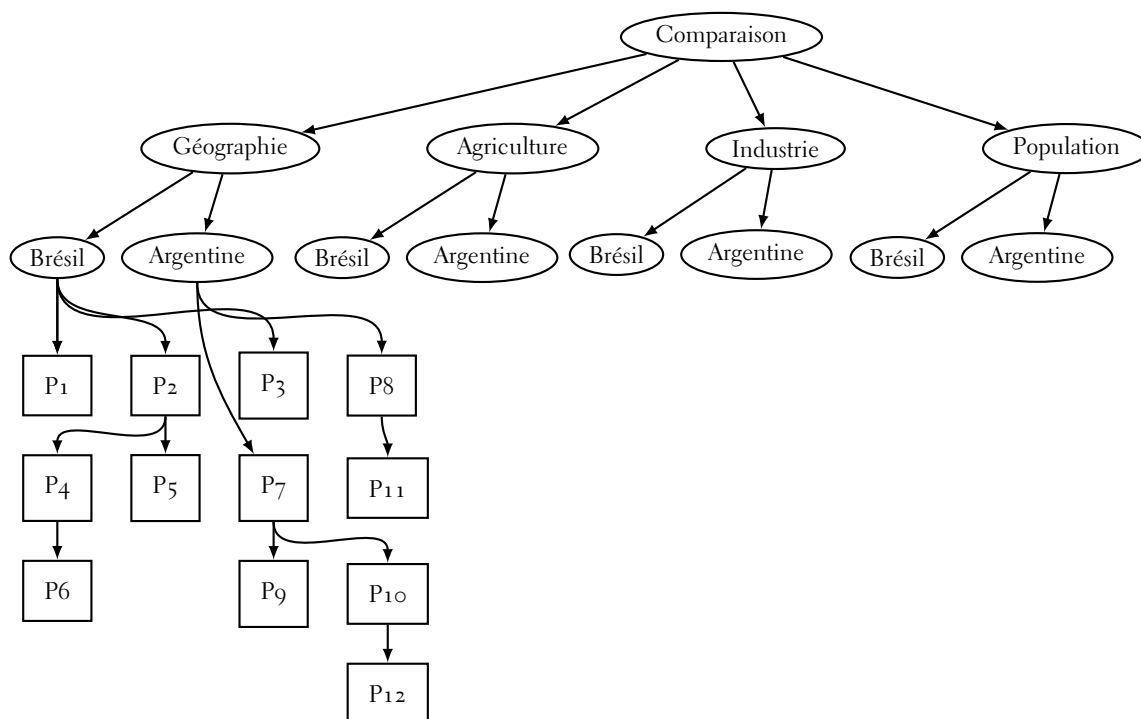 Comparaison
Géographie Agriculture Industrie Population
Brésil Argentine Brésil Argentine Brésil Argentine Brésil Argentine
P1 P2 P3 P8
P4 P5 P7 P11
P6 P9 P10
P12